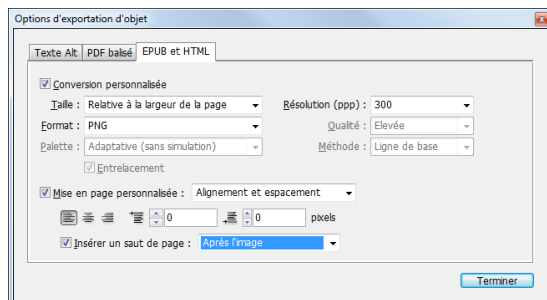 Options d'exportation d'objet
Texte Alt PDF balisé EPUB et HTML
Conversion personnalisée
Taille : Relative à la largeur de la page Résolution (ppp) : 300
Format : PNG Qualité : Elevée
Palette : Adaptative (sans simulation) Méthode : Ligne de base
Entrelacement
Mise en page personnalisée : Alignement et espacement
0 0 pixels
Insérer un saut de page : Après l'image
Terminer